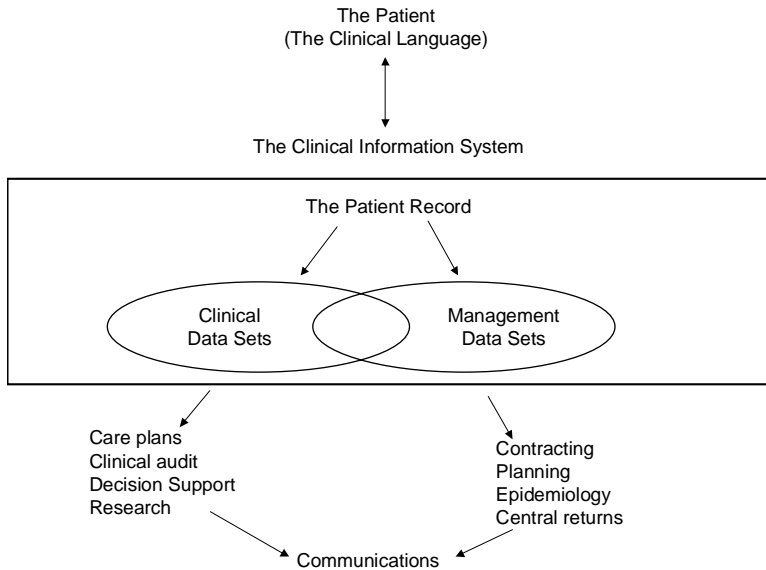 The Patient
(The Clinical Language)
The Clinical Information System
The Patient Record
Clinical
Data Sets
Management
Data Sets
Care plans
Clinical audit
Decision Support
Research
Contracting
Planning
Epidemiology
Central returns
Communications